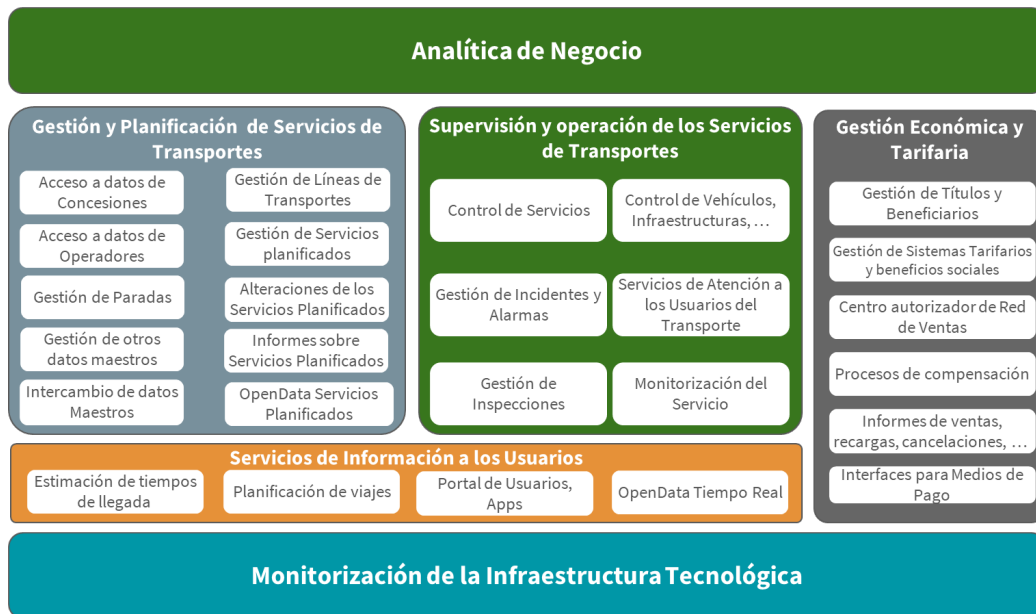 Analítica de Negocio
Gestión y Planificación de Servicios de
Transportes
Acceso a datos de
Concesiones
Gestión de Líneas de
Transportes
Acceso a datos de
Operadores
Gestión de Servicios
planificados
Gestión de Paradas
Alteraciones de los
Servicios Planificados
Gestión de otros
datos maestros
Informes sobre
Servicios Planificados
Intercambio de datos
Maestros
OpenData Servicios
Planificados
Supervisión y operación de los Servicios
de Transportes
Control de Servicios
Control de Vehículos,
Infraestructuras, …
Gestión de Incidentes y
Alarmas
Servicios de Atención a
los Usuarios del
Transporte
Gestión de
Inspecciones
Monitorización del
Servicio
Gestión Económica y
Tarifaria
Gestión de Títulos y
Beneficiarios
Gestión de Sistemas Tarifarios
y beneficios sociales
Centro autorizador de Red
de Ventas
Procesos de compensación
Informes de ventas,
recargas, cancelaciones, …
Interfaces para Medios de
Pago
Servicios de Información a los Usuarios
Estimación de tiempos
de llegada
Planificación de viajes
Portal de Usuarios,
Apps
OpenData Tiempo Real
Monitorización de la Infraestructura Tecnológica